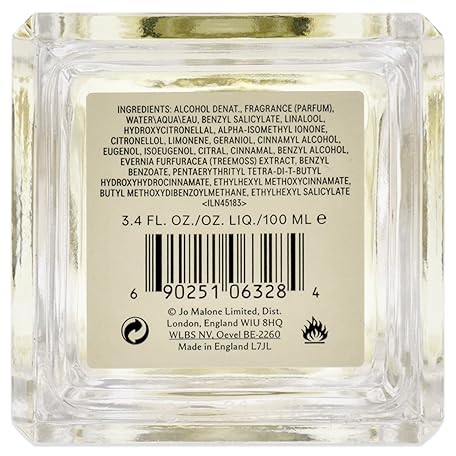 INGREDIENTS: ALCOHOL DENAT., FRAGRANCE (PARFUM),
WATER\AQUA\EAU, BENZYL SALICYLATE, LINALOOL,
HYDROXYCITRONELLAL, ALPHA-ISOMETHYL IONONE,
CITRONELLOL, LIMONENE, GERANIOL, CINNAMYL ALCOHOL,
EUGENOL, ISOEUGENOL, CITRAL, CINNAMAL, BENZYL ALCOHOL,
EVERNIA FURFURACEA (TREEMOSS) EXTRACT, BENZYL
BENZOATE, PENTAERYTHRITYL TETRA-DI-T-BUTYL
HYDROXYHYDROCINNAMATE, ETHYLHEXYL METHOXYCINNAMATE,
BUTYL METHOXYDIBENZOYLMETHANE, ETHYLHEXYL SALICYLATE
<ILN45183>
3.4 FL. OZ./OZ. LIQ./100 ML ℮
6 90251 06328 4
© Jo Malone Limited, Dist.
London, England W1U 8HQ
WLBS NV, Oevel BE-2260
Made in England L7JL